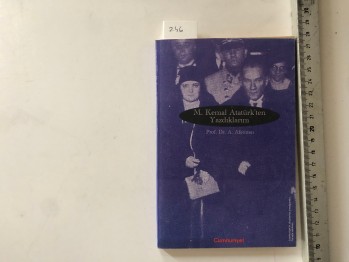 246
M. Kemal Atatürk'ten
Yazdıklarım
Prof. Dr. A. Afetinan
Cumhuriyet